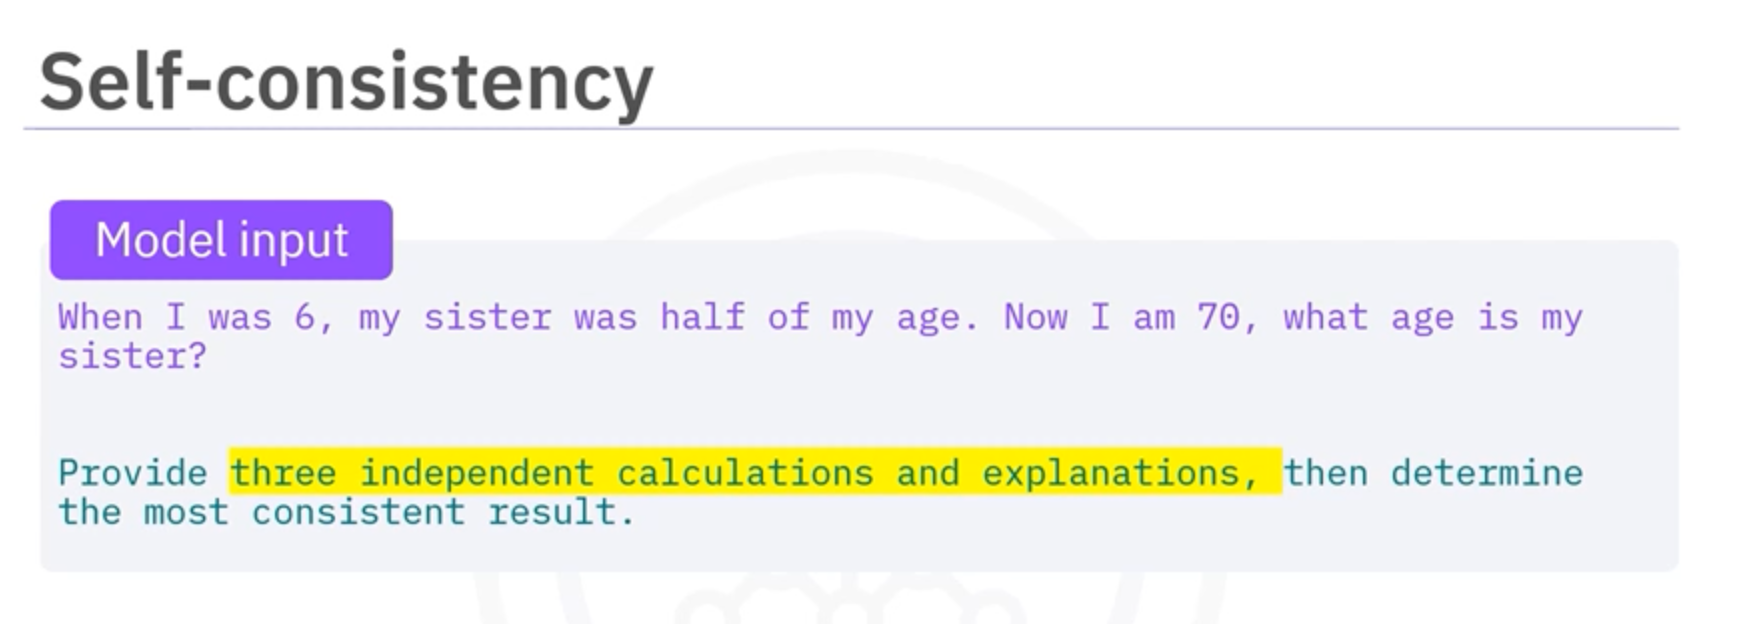 Self-consistency
Model input
When I was 6, my sister was half of my age. Now I am 70, what age is my
sister?
Provide three independent calculations and explanations, then determine
the most consistent result.